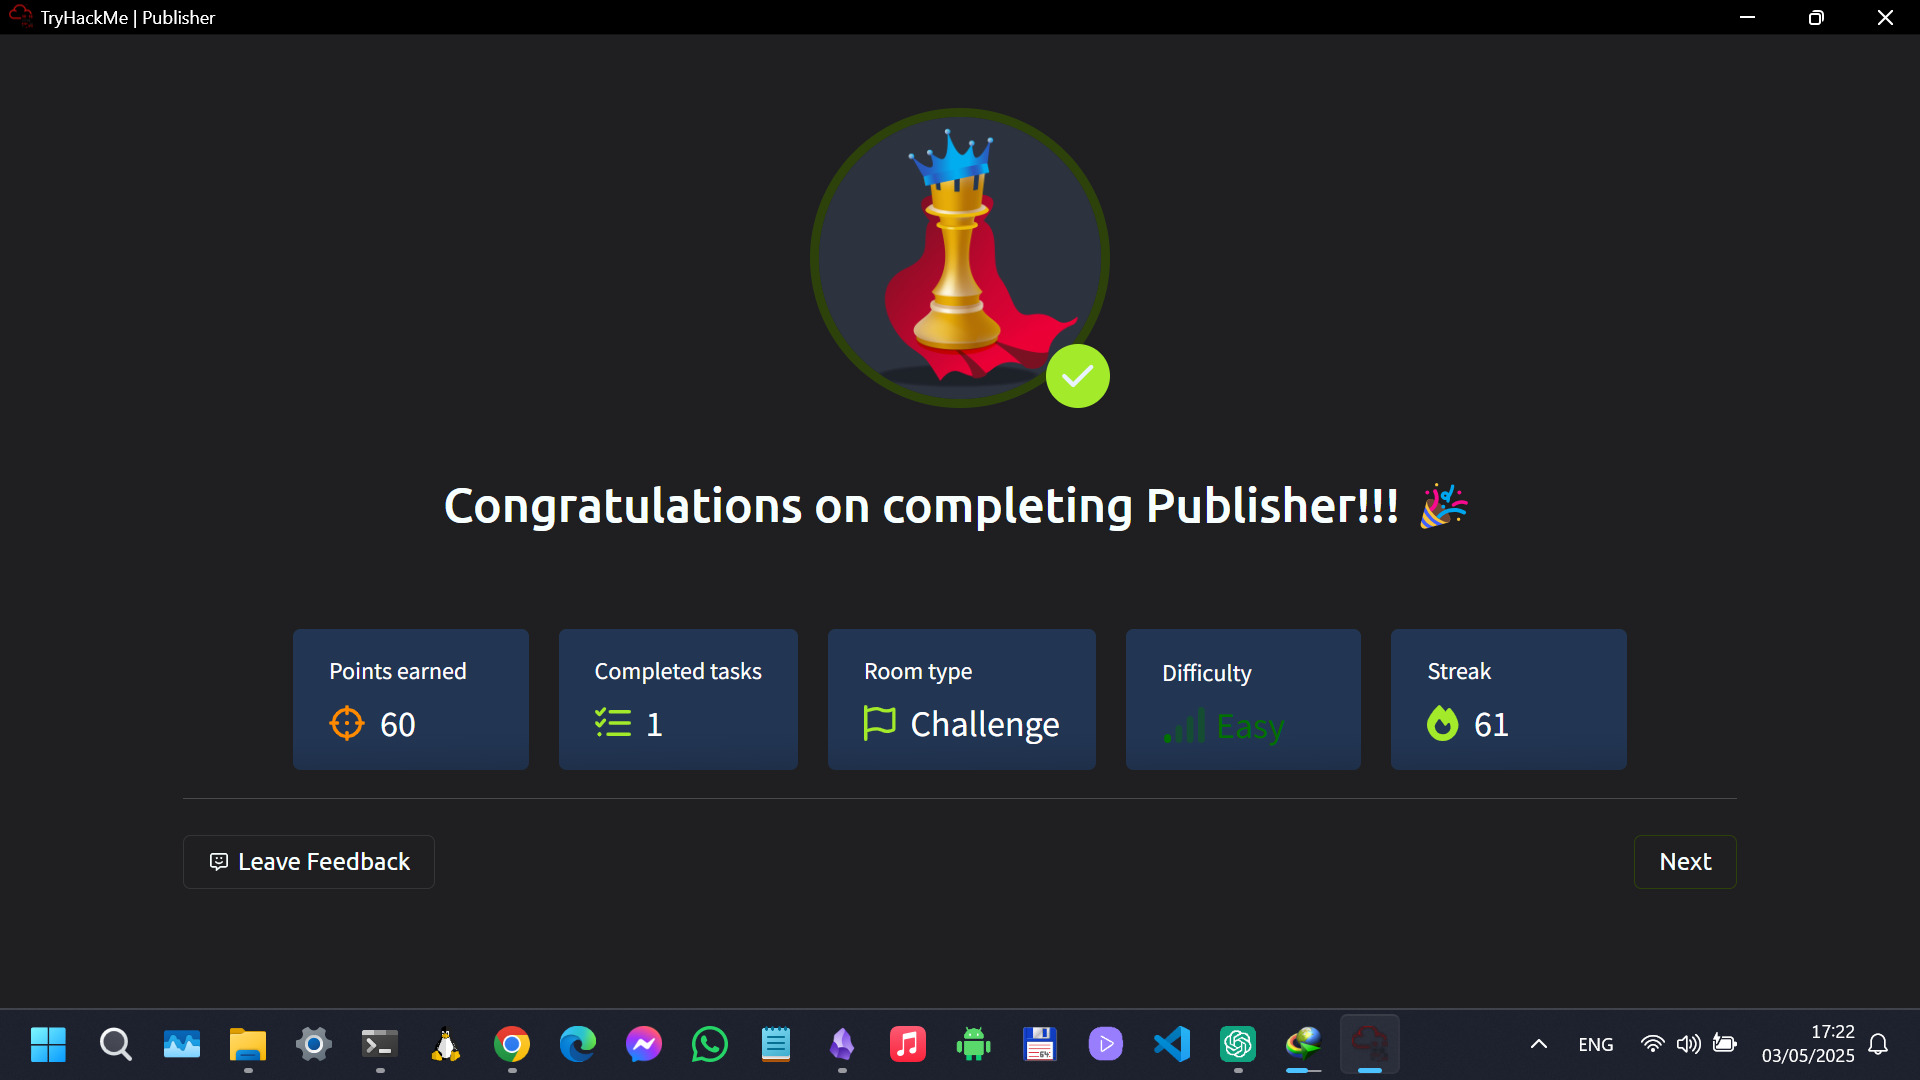 TryHackMe | Publisher
Congratulations on completing Publisher!!! 🎉
Points earned
60
Completed tasks
1
Room type
Challenge
Difficulty
Easy
Streak
61
Leave Feedback
Next
64
ENG
17:22
03/05/2025